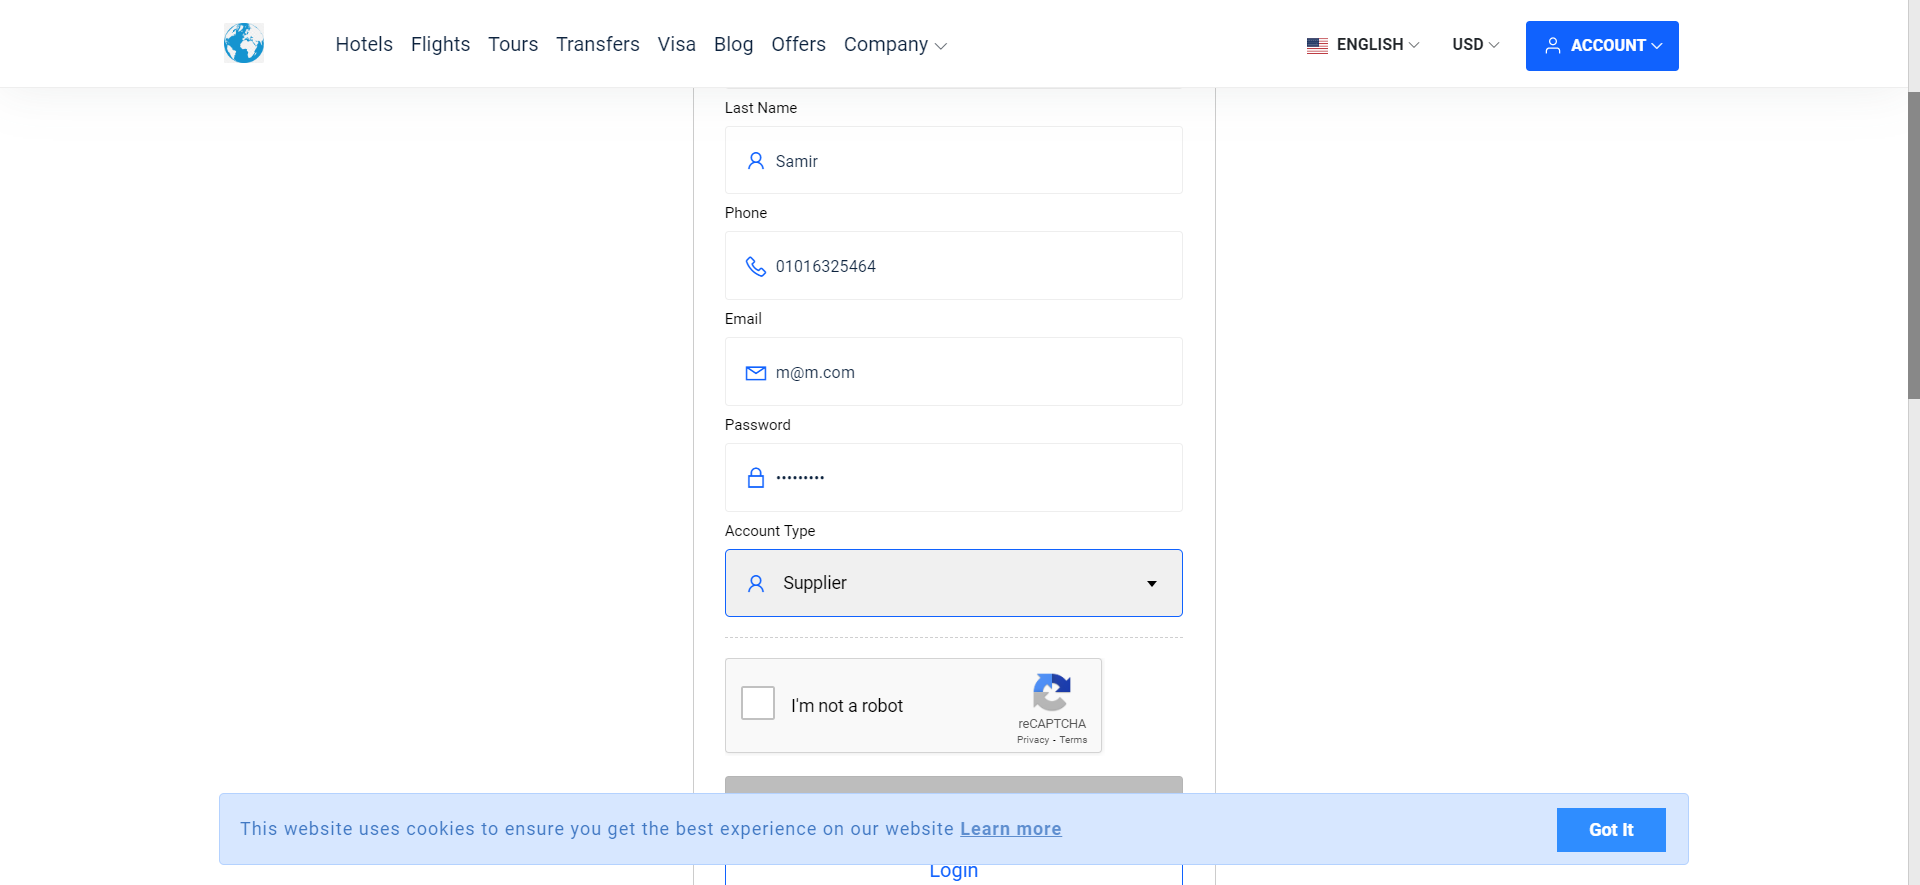 Hotels Flights Tours Transfers Visa Blog Offers Company ENGLISH USD ACCOUNT
Last Name
Samir
Phone
01016325464
Email
m@m.com
Password
•••••••••
Account Type
Supplier
I'm not a robot
reCAPTCHA
Privacy - Terms
This website uses cookies to ensure you get the best experience on our website Learn more
Got It
Login